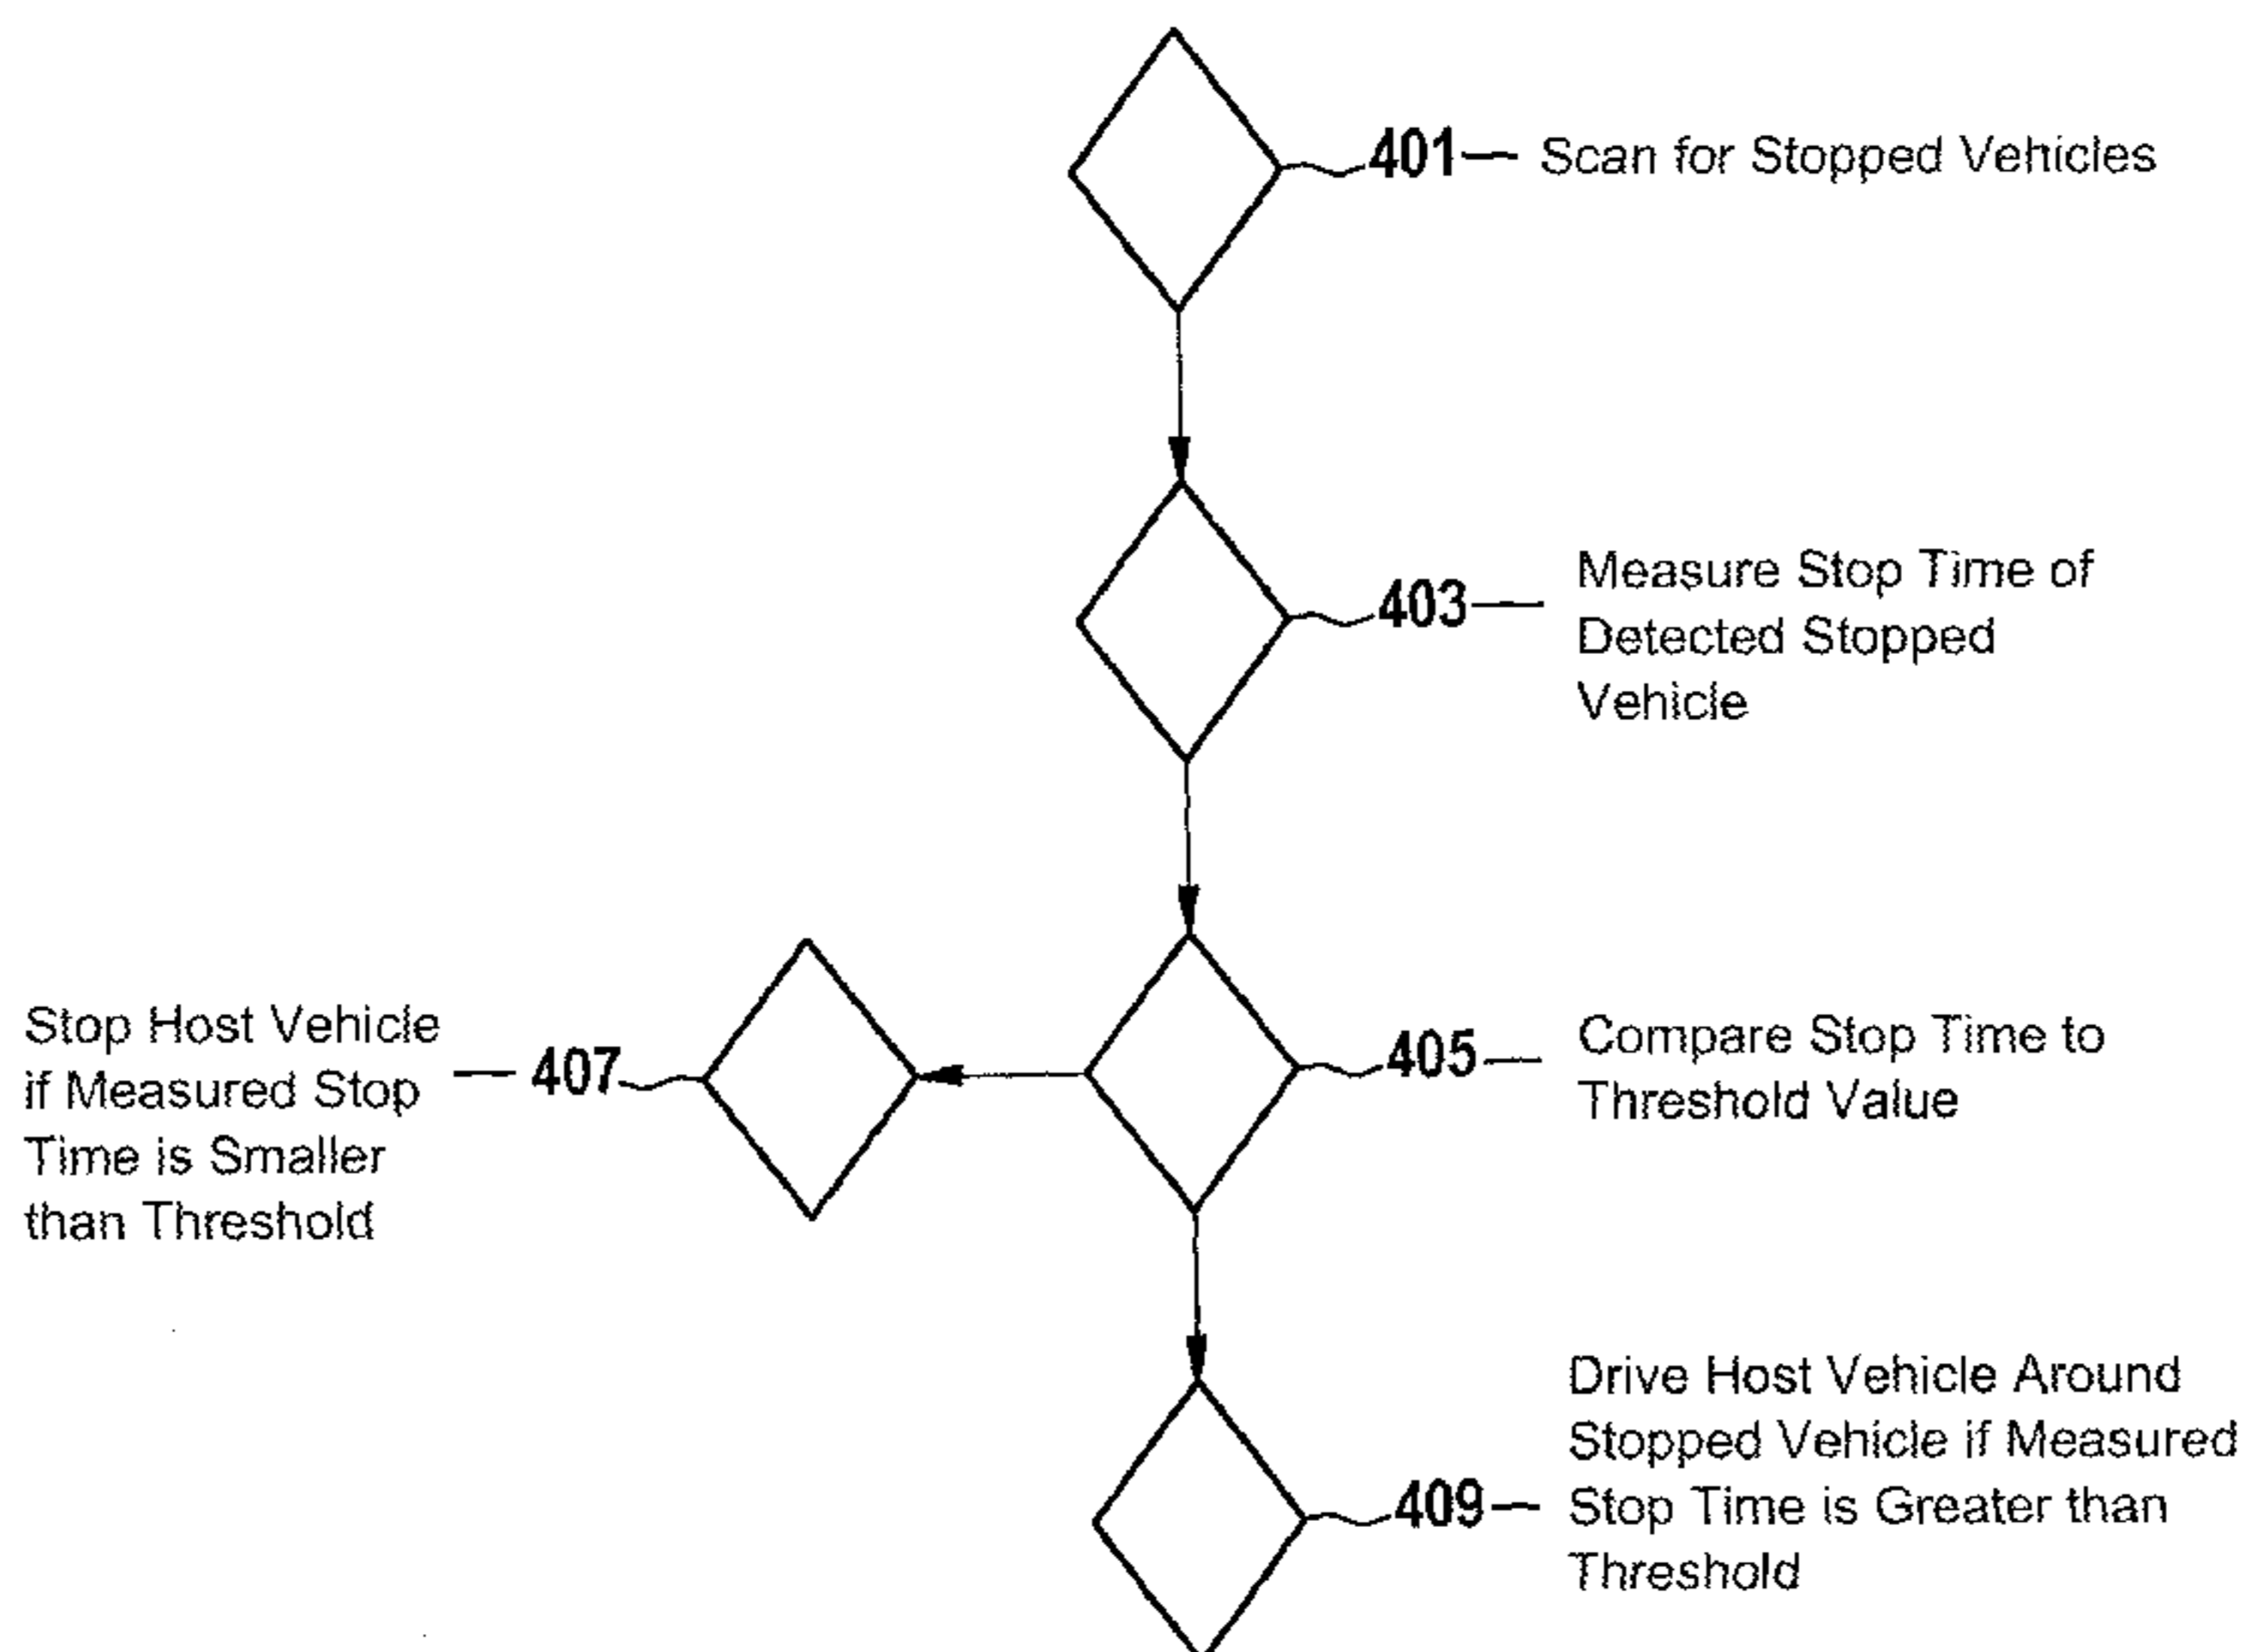 401 Scan for Stopped Vehicles
403
Measure Stop Time of
Detected Stopped
Vehicle
Stop Host Vehicle
if Measured Stop
Time is Smaller
than Threshold
407
405
Compare Stop Time to
Threshold Value
409
Drive Host Vehicle Around
Stopped Vehicle if Measured
Stop Time is Greater than
Threshold